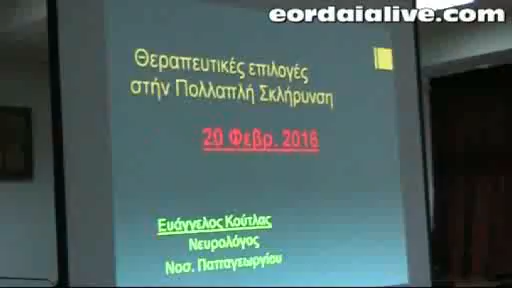 eordaialive.com
Θεραπευτικές επιλογές
στήν Πολλαπλή Σκλήρυνση
20 Φεβρ. 2016
Ευάγγελος Κούτλας
Νευρολόγος
Νοσ. Παπαγεωργίου